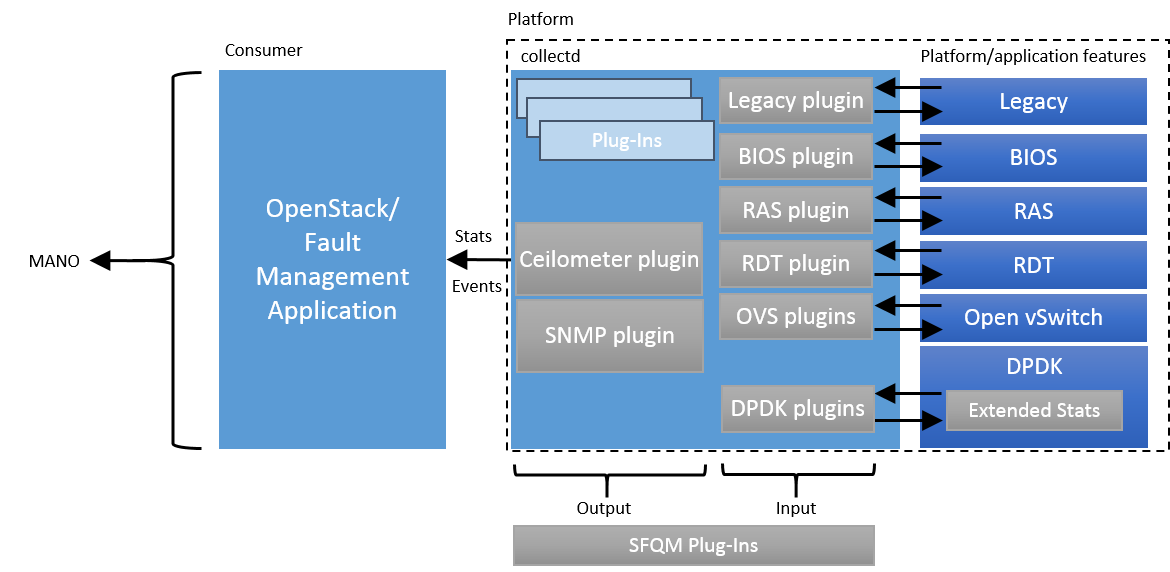 Platform
Consumer
collectd
Platform/application features
Plug-Ins
Legacy plugin
Legacy
BIOS plugin
BIOS
RAS plugin
RAS
RDT plugin
RDT
OVS plugins
Open vSwitch
DPDK
DPDK plugins
Extended Stats
Ceilometer plugin
SNMP plugin
Stats
Events
OpenStack/
Fault
Management
Application
MANO
Output
Input
SFQM Plug-Ins